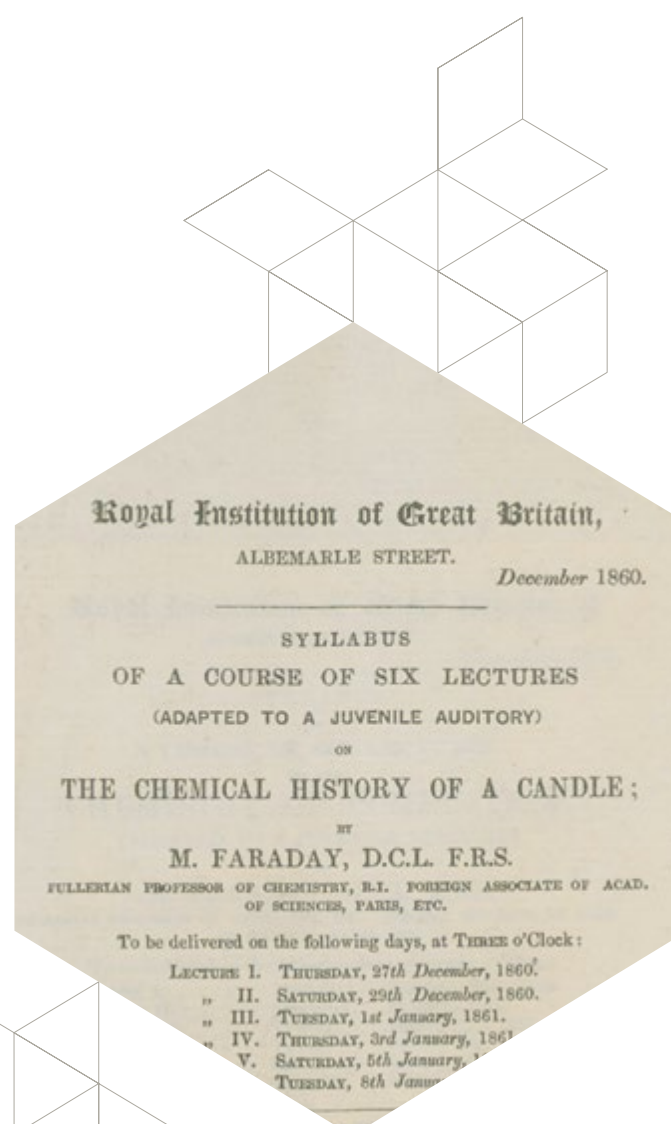 Royal Institution of Great Britain,
ALBEMARLE STREET.
December 1860.
SYLLABUS
OF A COURSE OF SIX LECTURES
(ADAPTED TO A JUVENILE AUDITORY)
ON
THE CHEMICAL HISTORY OF A CANDLE;
BY
M. FARADAY, D.C.L. F.R.S.
FULLERIAN PROFESSOR OF CHEMISTRY, R.I. FOREIGN ASSOCIATE OF ACAD.
OF SCIENCES, PARIS, ETC.
To be delivered on the following days, at THREE o'Clock:
LECTURE I. THURSDAY, 27th December, 1860.
„ II. SATURDAY, 29th December, 1860.
„ III. TUESDAY, 1st January, 1861.
„ IV. THURSDAY, 3rd January, 1861
V. SATURDAY, 5th January,
TUESDAY, 8th